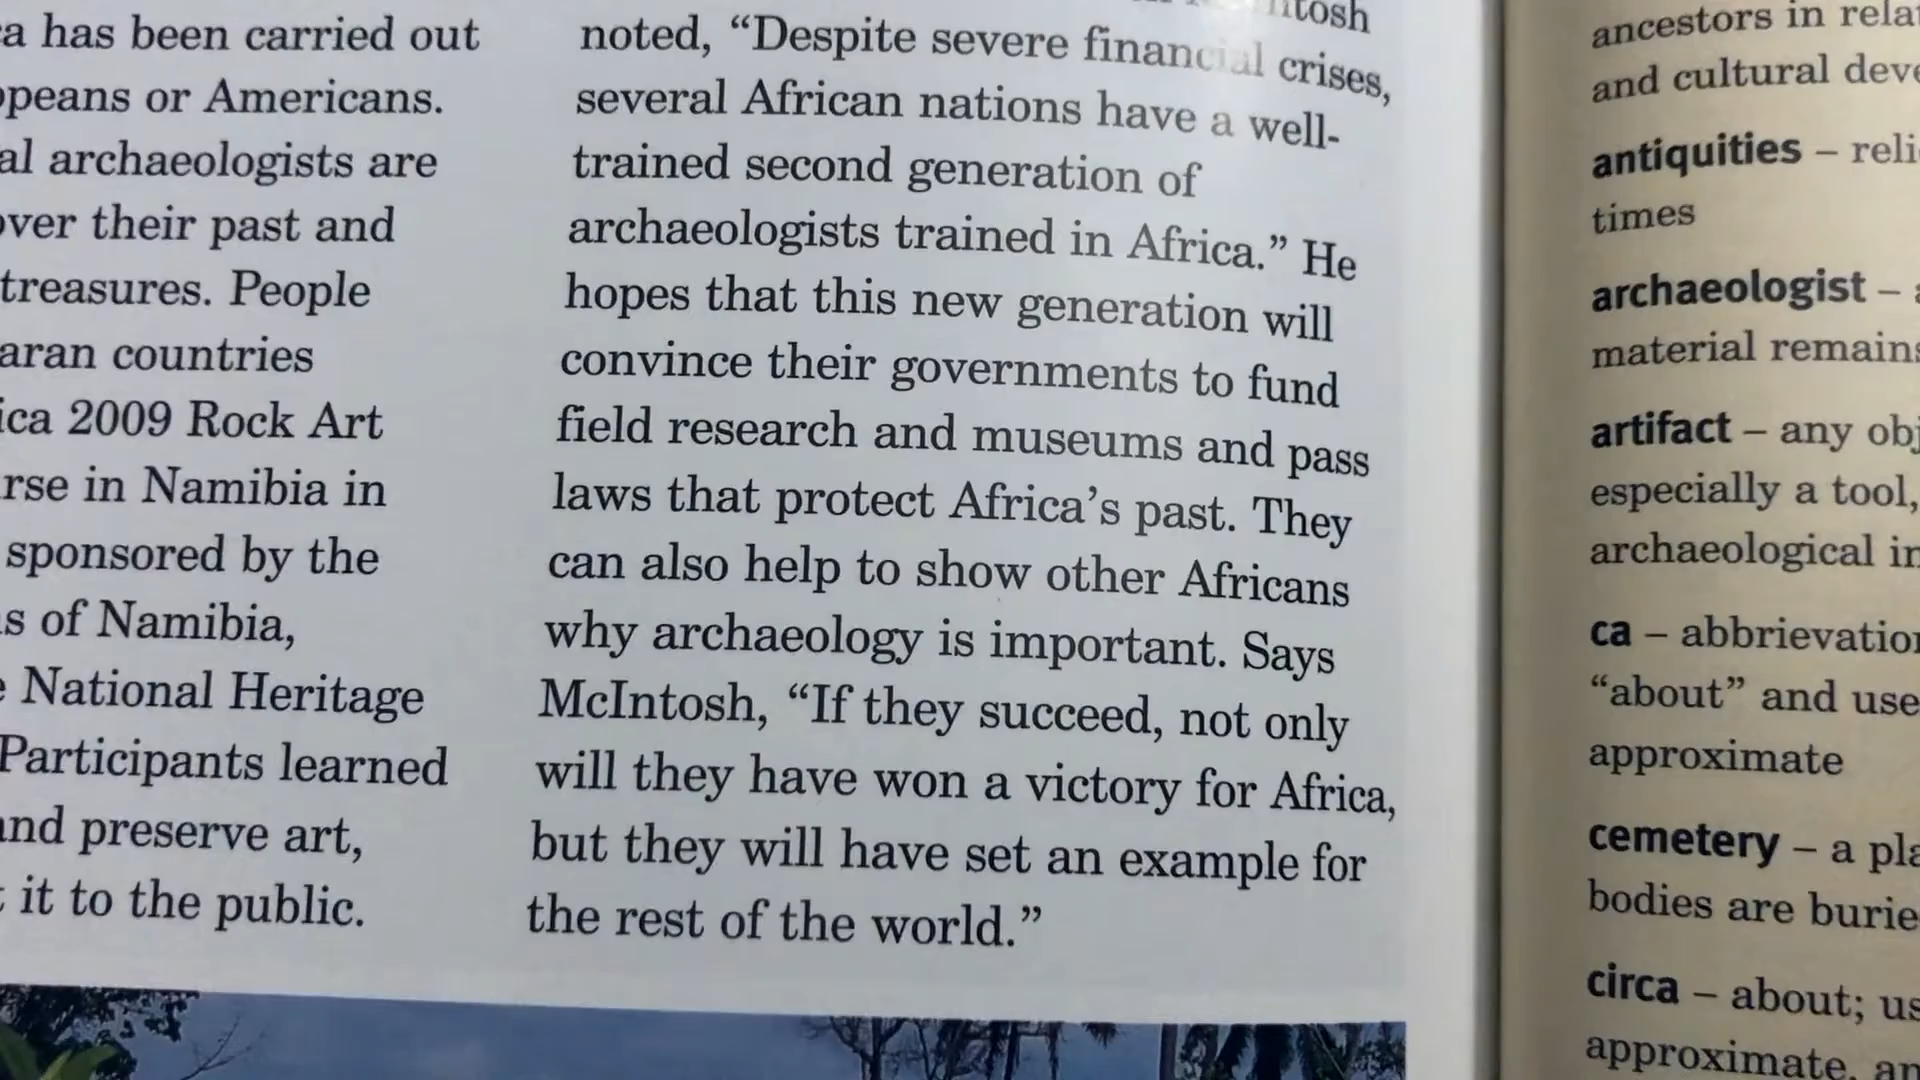 a has been carried out
peans or Americans.
al archaeologists are
over their past and
treasures. People
aran countries
ica 2009 Rock Art
rse in Namibia in
sponsored by the
s of Namibia,
National Heritage
Participants learned
and preserve art,
it to the public.
noted, “Despite severe financial crises,
several African nations have a well-
trained second generation of
archaeologists trained in Africa.” He
hopes that this new generation will
convince their governments to fund
field research and museums and pass
laws that protect Africa’s past. They
can also help to show other Africans
why archaeology is important. Says
McIntosh, “If they succeed, not only
will they have won a victory for Africa,
but they will have set an example for
the rest of the world.”
ancestors in rela
and cultural deve
antiquities – reli
times
archaeologist –
material remains
artifact – any obj
especially a tool,
archaeological in
ca – abbrievation
“about” and use
approximate
cemetery – a pla
bodies are burie
circa – about; us
approximate, an